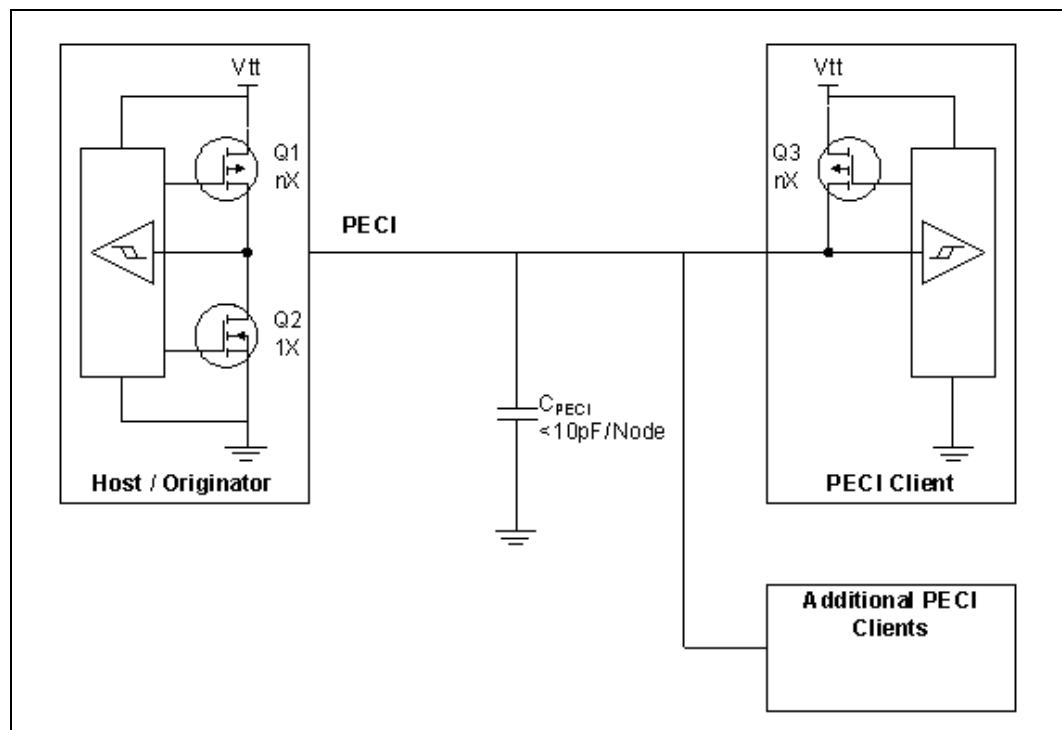 Vtt
Q1
nX
Q2
1X
Host / Originator
PECI
CPECI
<10pF/Node
Vtt
Q3
nX
PECI Client
Additional PECI
Clients